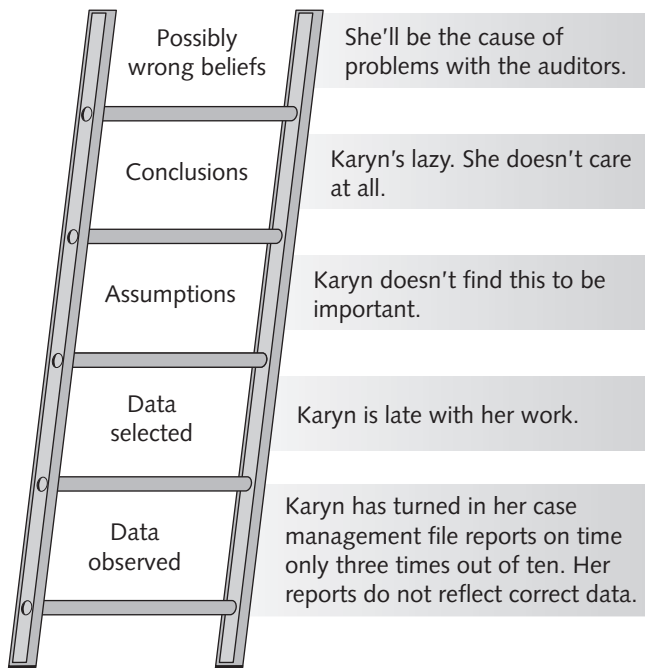 Possibly
wrong beliefs
She'll be the cause of
problems with the auditors.
Conclusions
Karyn's lazy. She doesn't care
at all.
Assumptions
Karyn doesn't find this to be
important.
Data
selected
Karyn is late with her work.
Data
observed
Karyn has turned in her case
management file reports on time
only three times out of ten. Her
reports do not reflect correct data.